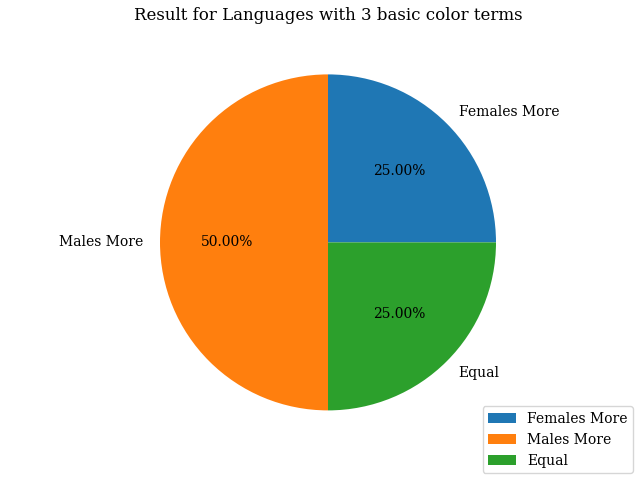 Result for Languages with 3 basic color terms
Females More
25.00%
Males More
50.00%
25.00%
Equal
Females More
Males More
Equal